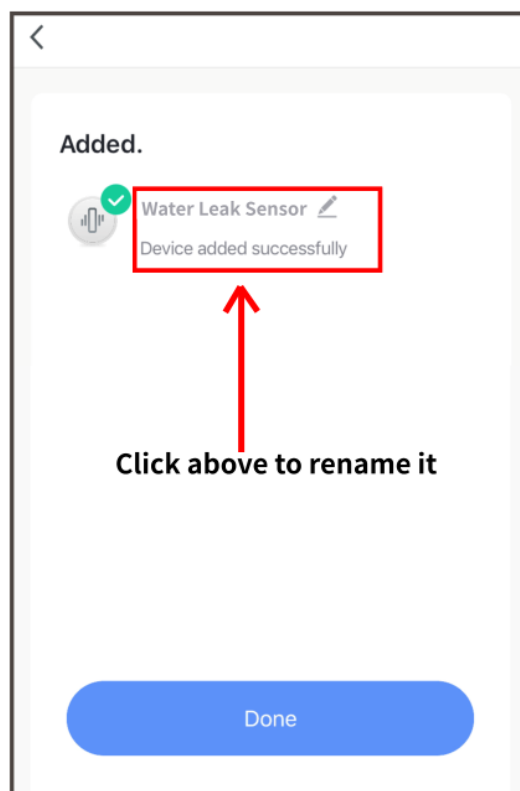 Added.
Water Leak Sensor
Device added successfully
Click above to rename it
Done